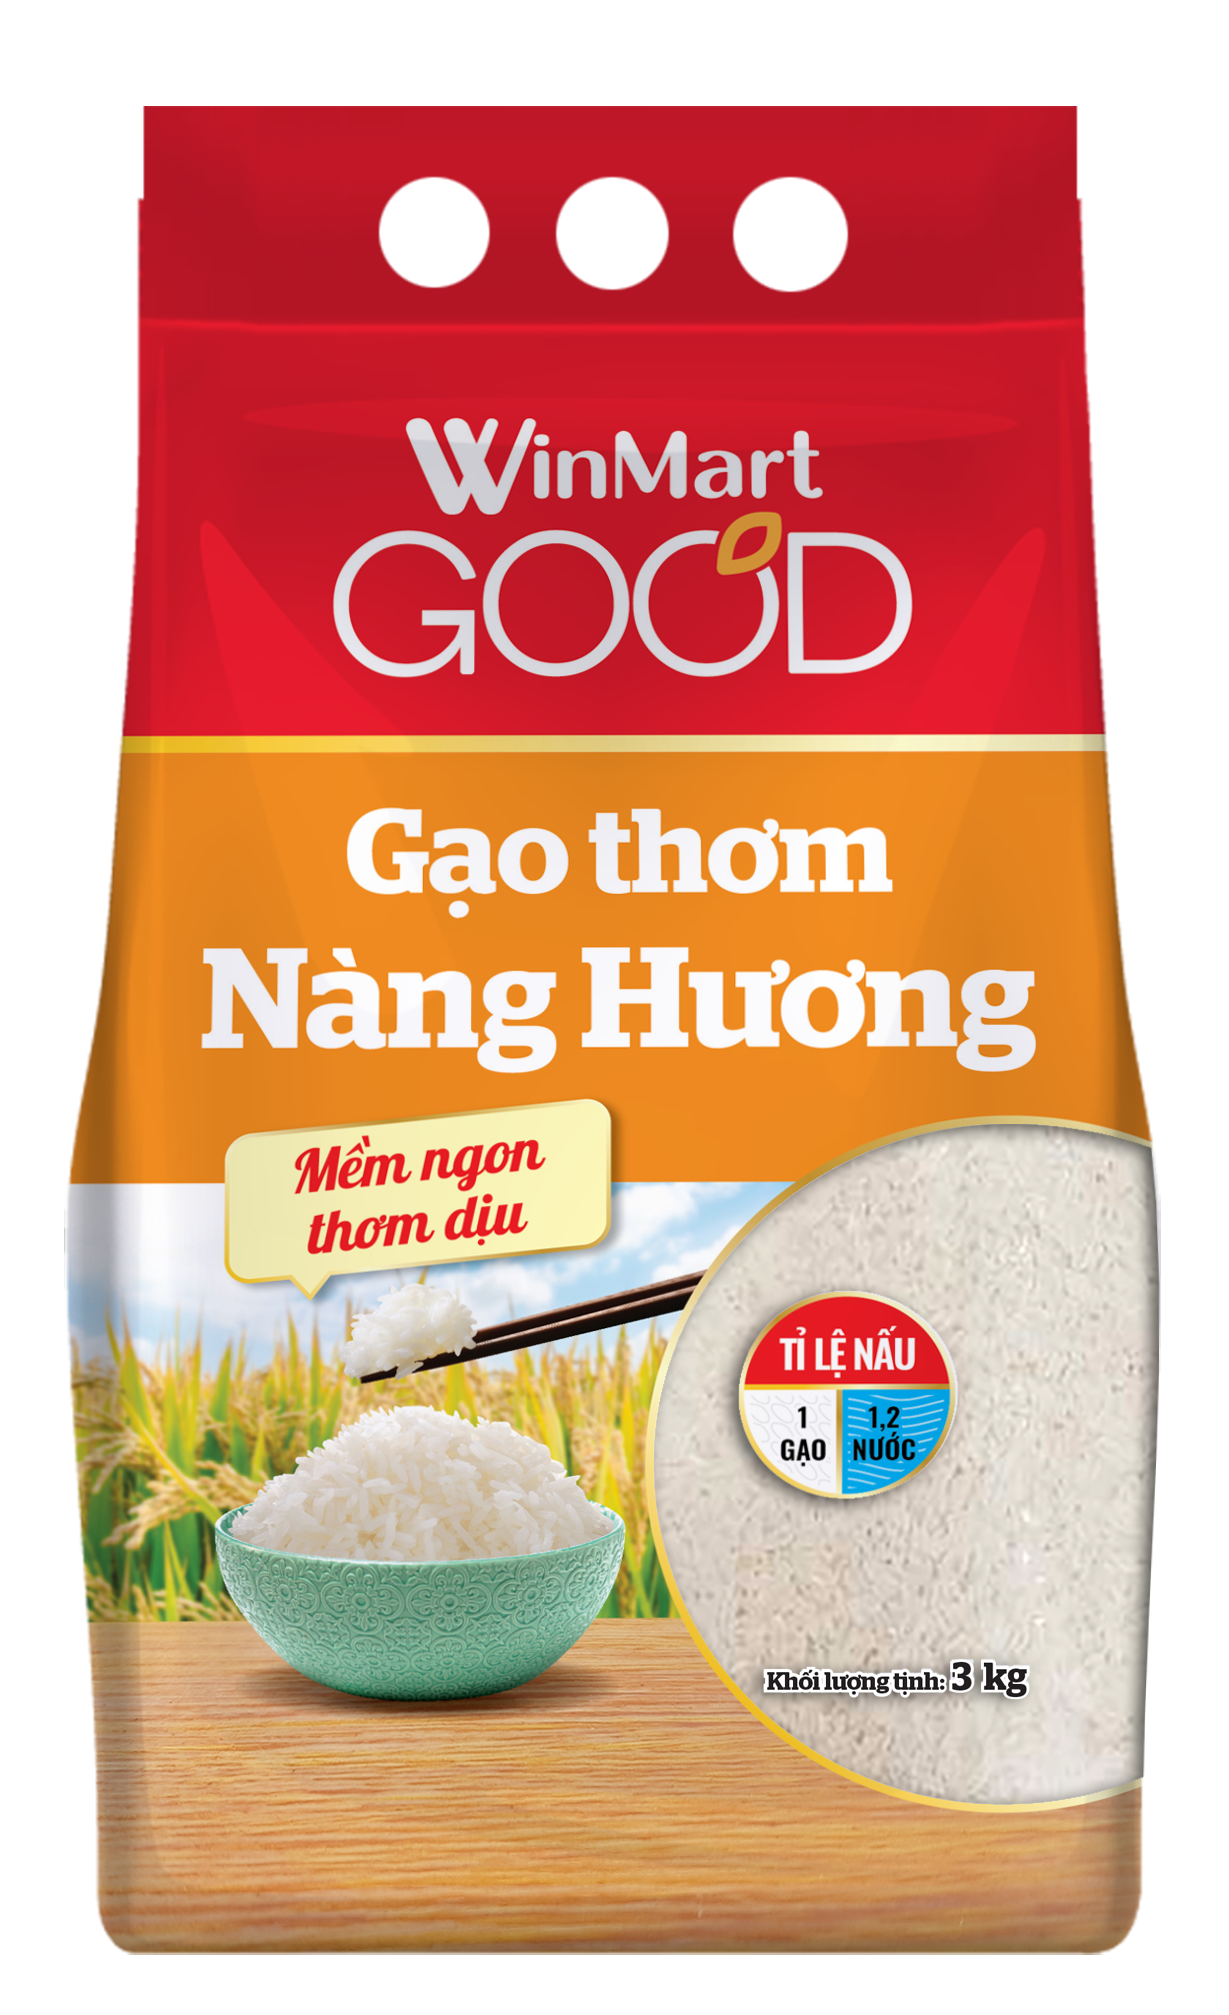 WinMart
GOOD
Gạo thơm
Nàng Hương
Mềm ngon
thơm dịu
TỈ LỆ NẤU
1
GẠO
1,2
NƯỚC
Khối lượng tịnh: 3 kg